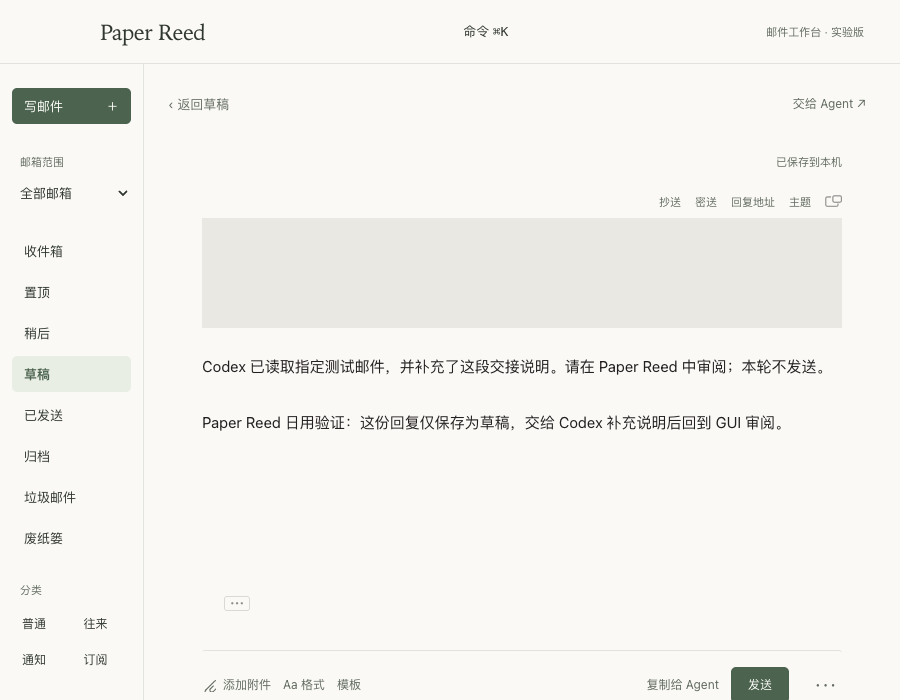 Paper Reed
命令 ⌘K
邮件工作台 · 实验版
写邮件 +
‹ 返回草稿
交给 Agent ↗
邮箱范围
已保存到本机
全部邮箱
抄送 密送 回复地址 主题
收件箱
置顶
稍后
草稿
已发送
归档
垃圾邮件
废纸篓
Codex 已读取指定测试邮件，并补充了这段交接说明。请在 Paper Reed 中审阅；本轮不发送。
Paper Reed 日用验证：这份回复仅保存为草稿，交给 Codex 补充说明后回到 GUI 审阅。
分类
普通 往来
通知 订阅
添加附件 Aa 格式 模板
复制给 Agent 发送 ···